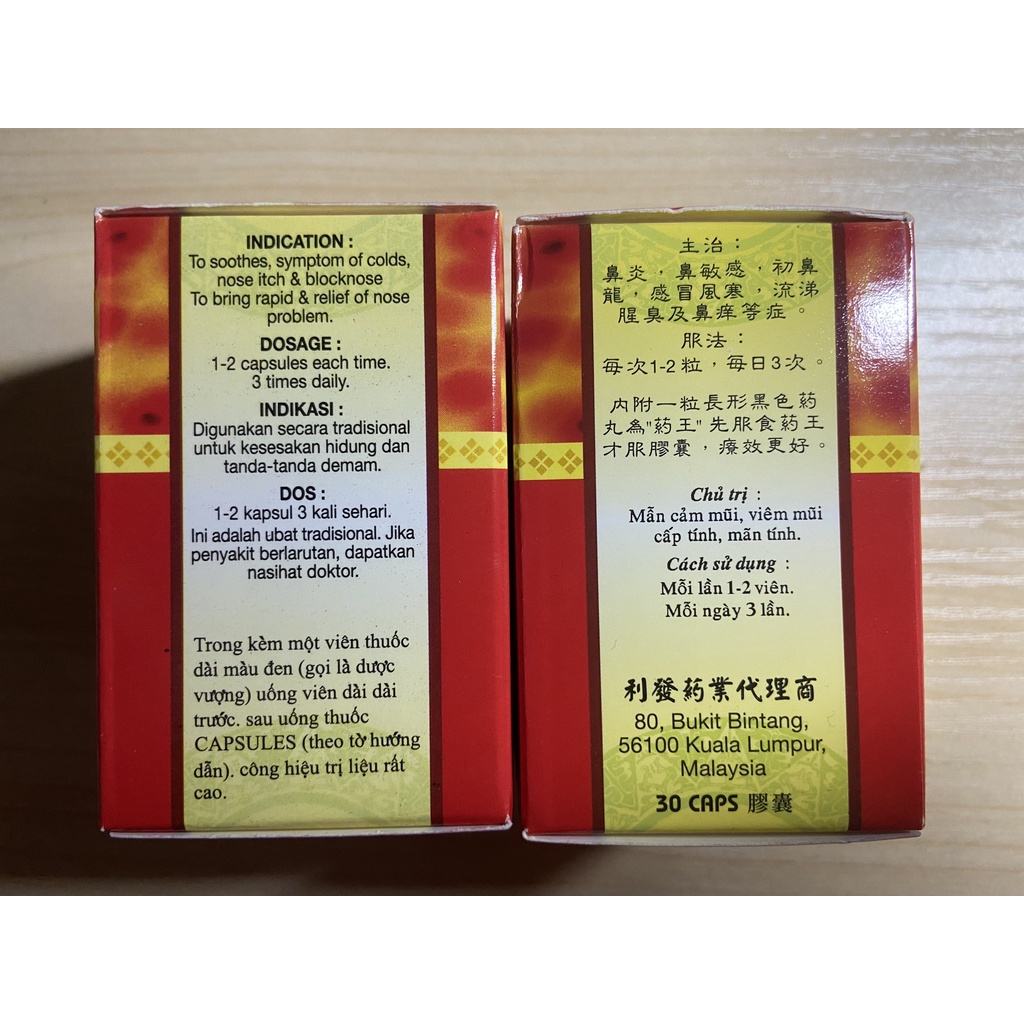 INDICATION :
To soothes, symptom of colds,
nose itch & blocknose
To bring rapid & relief of nose
problem.
DOSAGE :
1-2 capsules each time.
3 times daily.
INDIKASI :
Digunakan secara tradisional
untuk kesesakan hidung dan
tanda-tanda demam.
DOS :
1-2 kapsul 3 kali sehari.
Ini adalah ubat tradisional. Jika
penyakit berlarutan, dapatkan
nasihat doktor.
Trong kèm một viên thuốc
dài màu đen (gọi là dược
vượng) uống viên dài dài
trước. sau uống thuốc
CAPSULES (theo tờ hướng
dẫn). công hiệu trị liệu rất
cao.
主治：
鼻炎，鼻敏感，初鼻
龍，感冒風塞，流涕
腥臭及鼻痒等症。
服法：
每次1-2粒，每日3次。
內附一粒長形黑色药
丸為"药王" 先服食药王
才服膠囊，療效更好。
Chủ trị :
Mẫn cảm mũi, viêm mũi
cấp tính, mãn tính.
Cách sử dụng :
Mỗi lần 1-2 viên.
Mỗi ngày 3 lần.
利發药業代理商
80, Bukit Bintang,
56100 Kuala Lumpur,
Malaysia
30 CAPS 膠囊